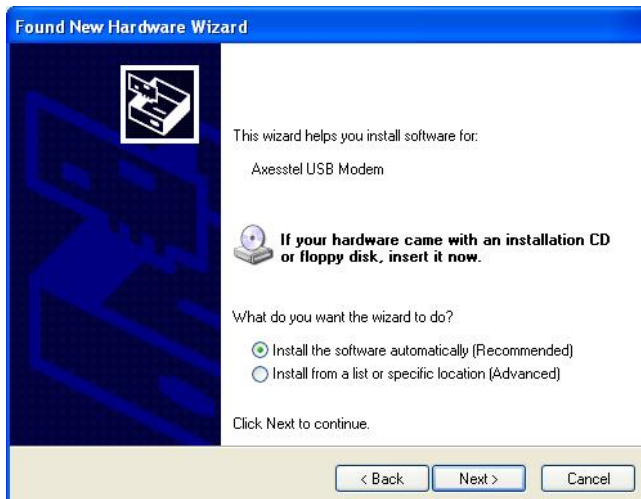 Found New Hardware Wizard
This wizard helps you install software for:
Axesstel USB Modem
If your hardware came with an installation CD
or floppy disk, insert it now.
What do you want the wizard to do?
Install the software automatically (Recommended)
Install from a list or specific location (Advanced)
Click Next to continue.
< Back Next > Cancel